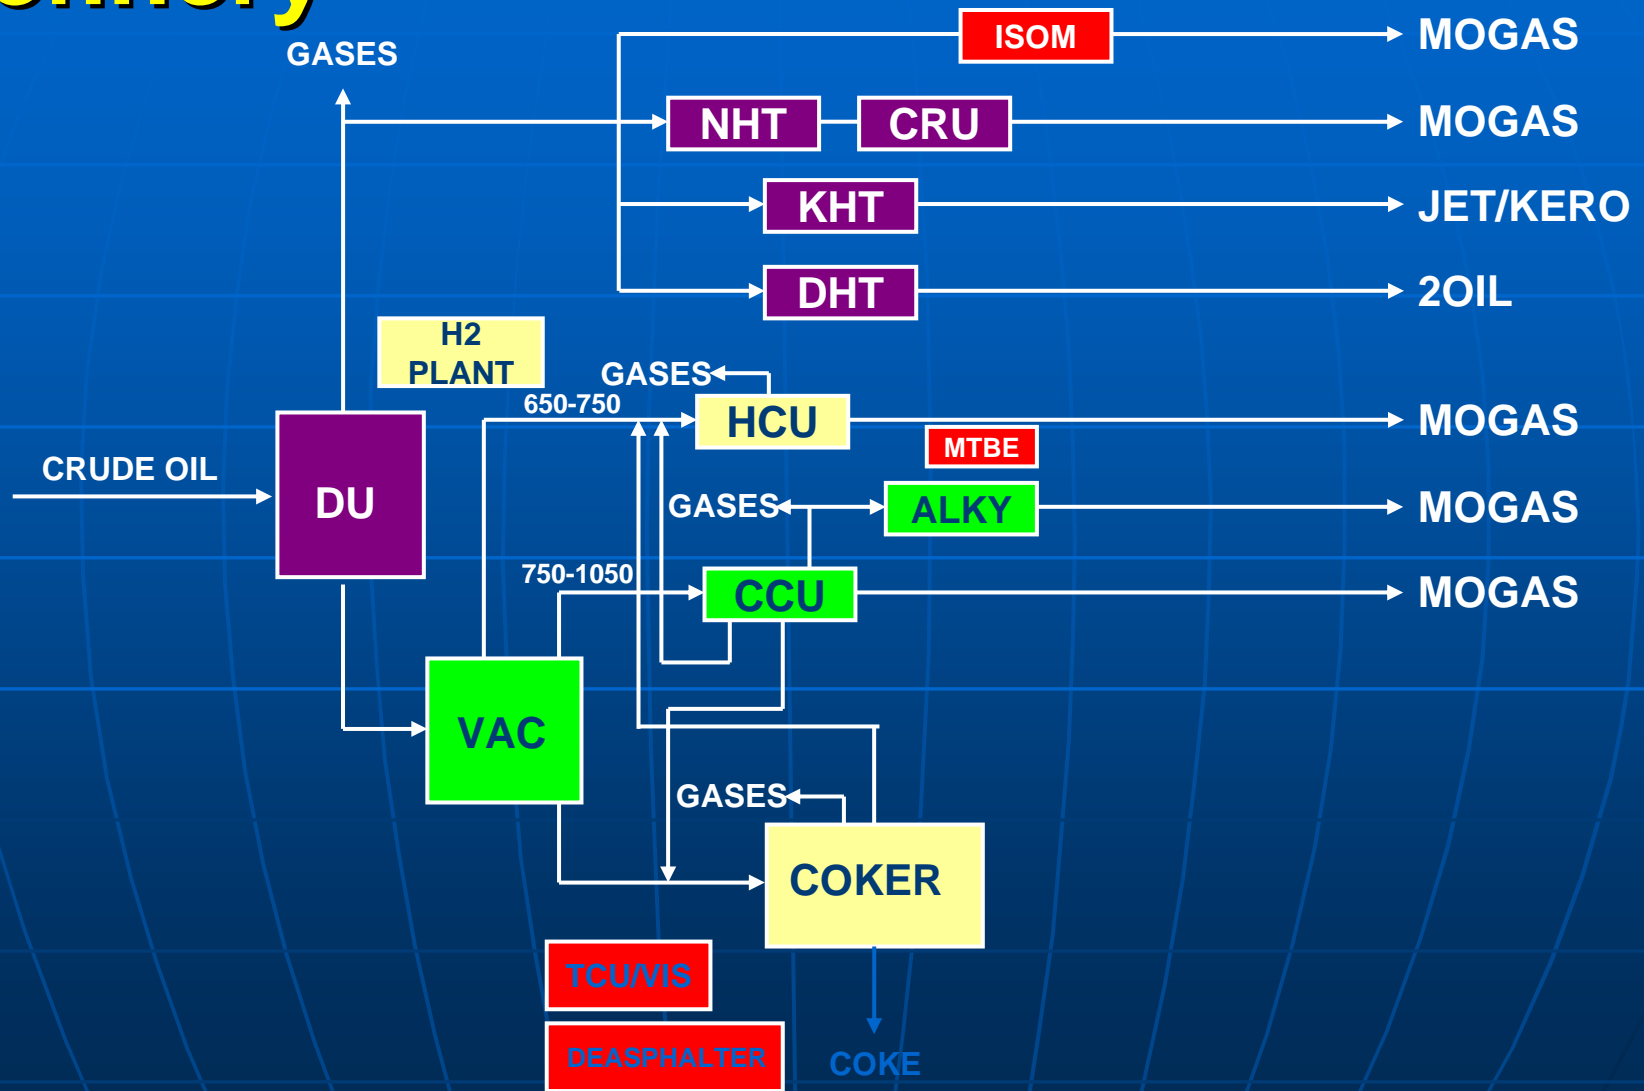 GASES
ISOM
MOGAS
NHT
CRU
MOGAS
KHT
JET/KERO
DHT
2OIL
H2
PLANT
GASES
650-750
HCU
MOGAS
MTBE
CRUDE OIL
DU
GASES
ALKY
MOGAS
750-1050
CCU
MOGAS
VAC
GASES
COKER
TCU/VIS
DEASPHALTER
COKE